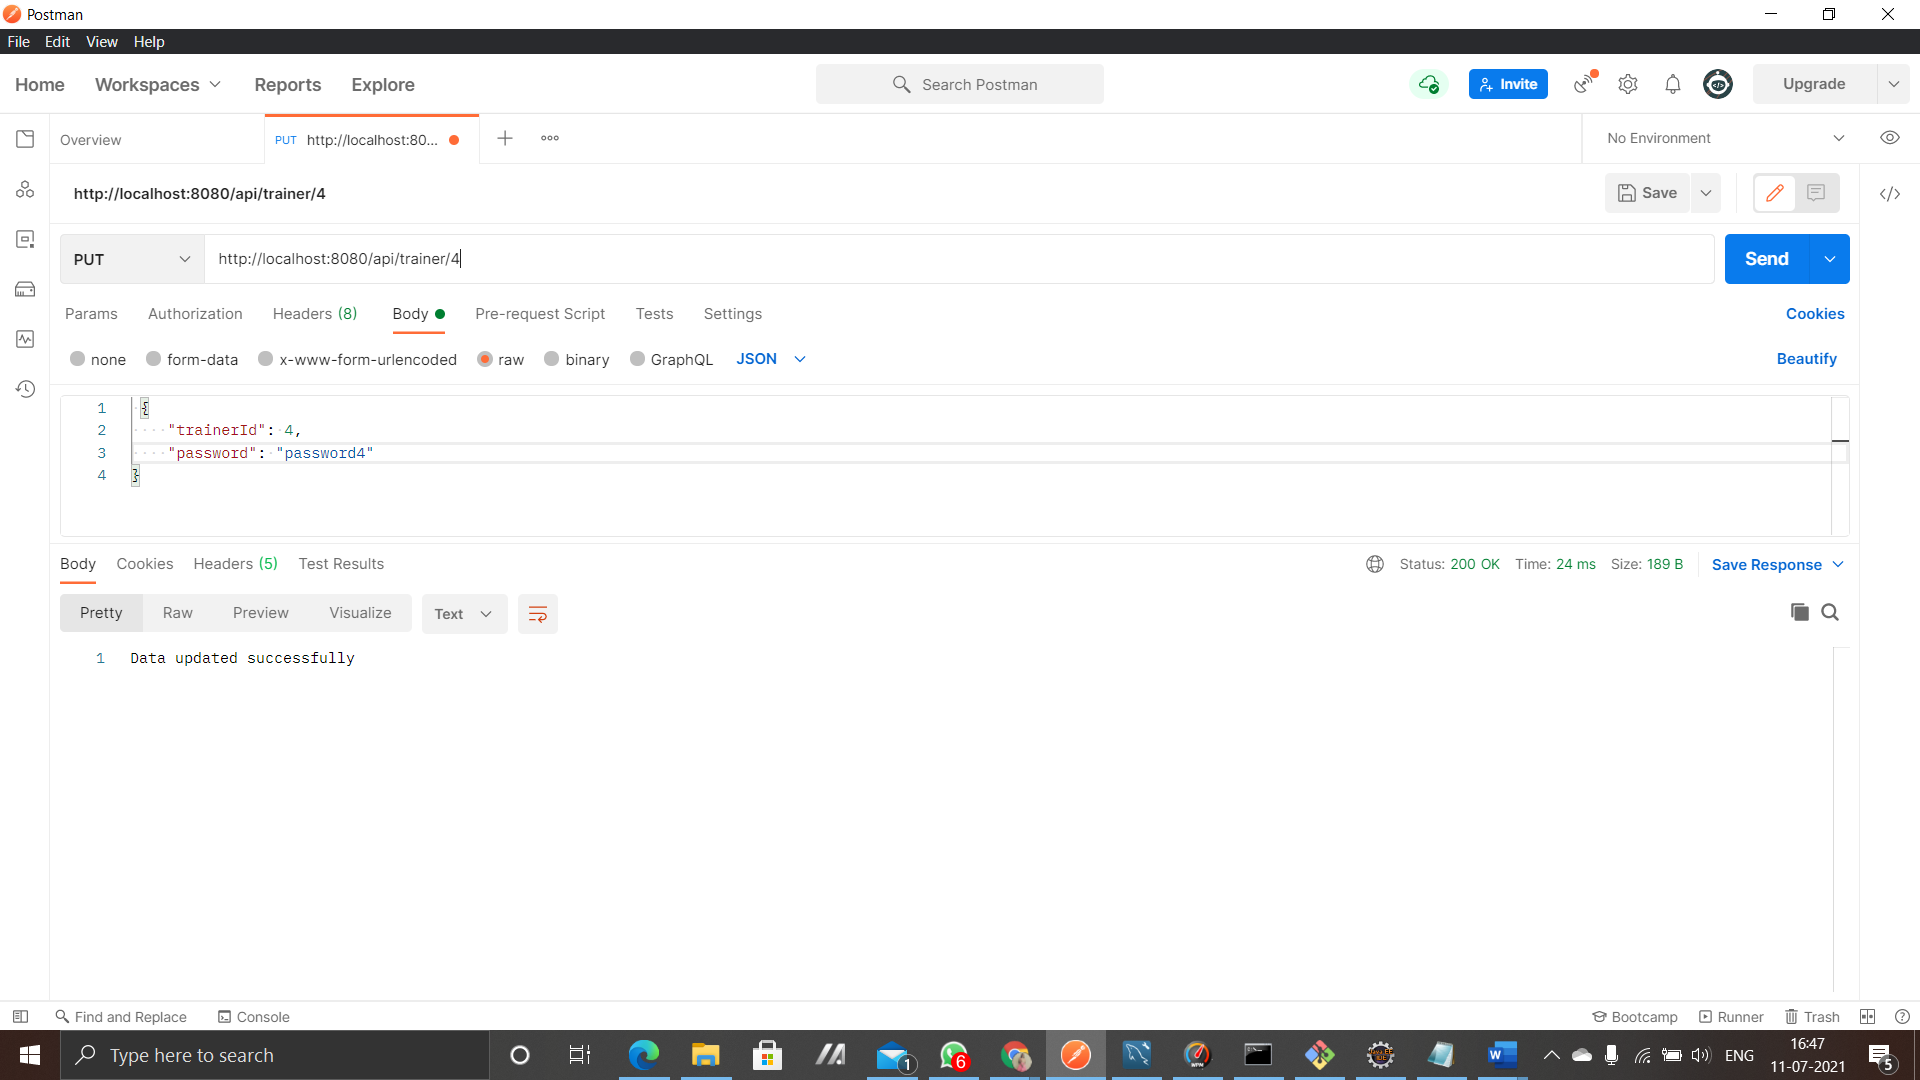 Postman
File Edit View Help
Home Workspaces Reports Explore Search Postman Invite Upgrade
Overview PUT http://localhost:80... No Environment
http://localhost:8080/api/trainer/4 Save
PUT http://localhost:8080/api/trainer/4 Send
Params Authorization Headers (8) Body Pre-request Script Tests Settings Cookies
none form-data x-www-form-urlencoded raw binary GraphQL JSON Beautify
1 {
2 "trainerId": 4,
3 "password": "password4"
4 }
Body Cookies Headers (5) Test Results Status: 200 OK Time: 24 ms Size: 189 B Save Response
Pretty Raw Preview Visualize Text
1 Data updated successfully
Find and Replace Console Bootcamp Runner Trash
Type here to search 1 6 ENG 16:47
11-07-2021 5